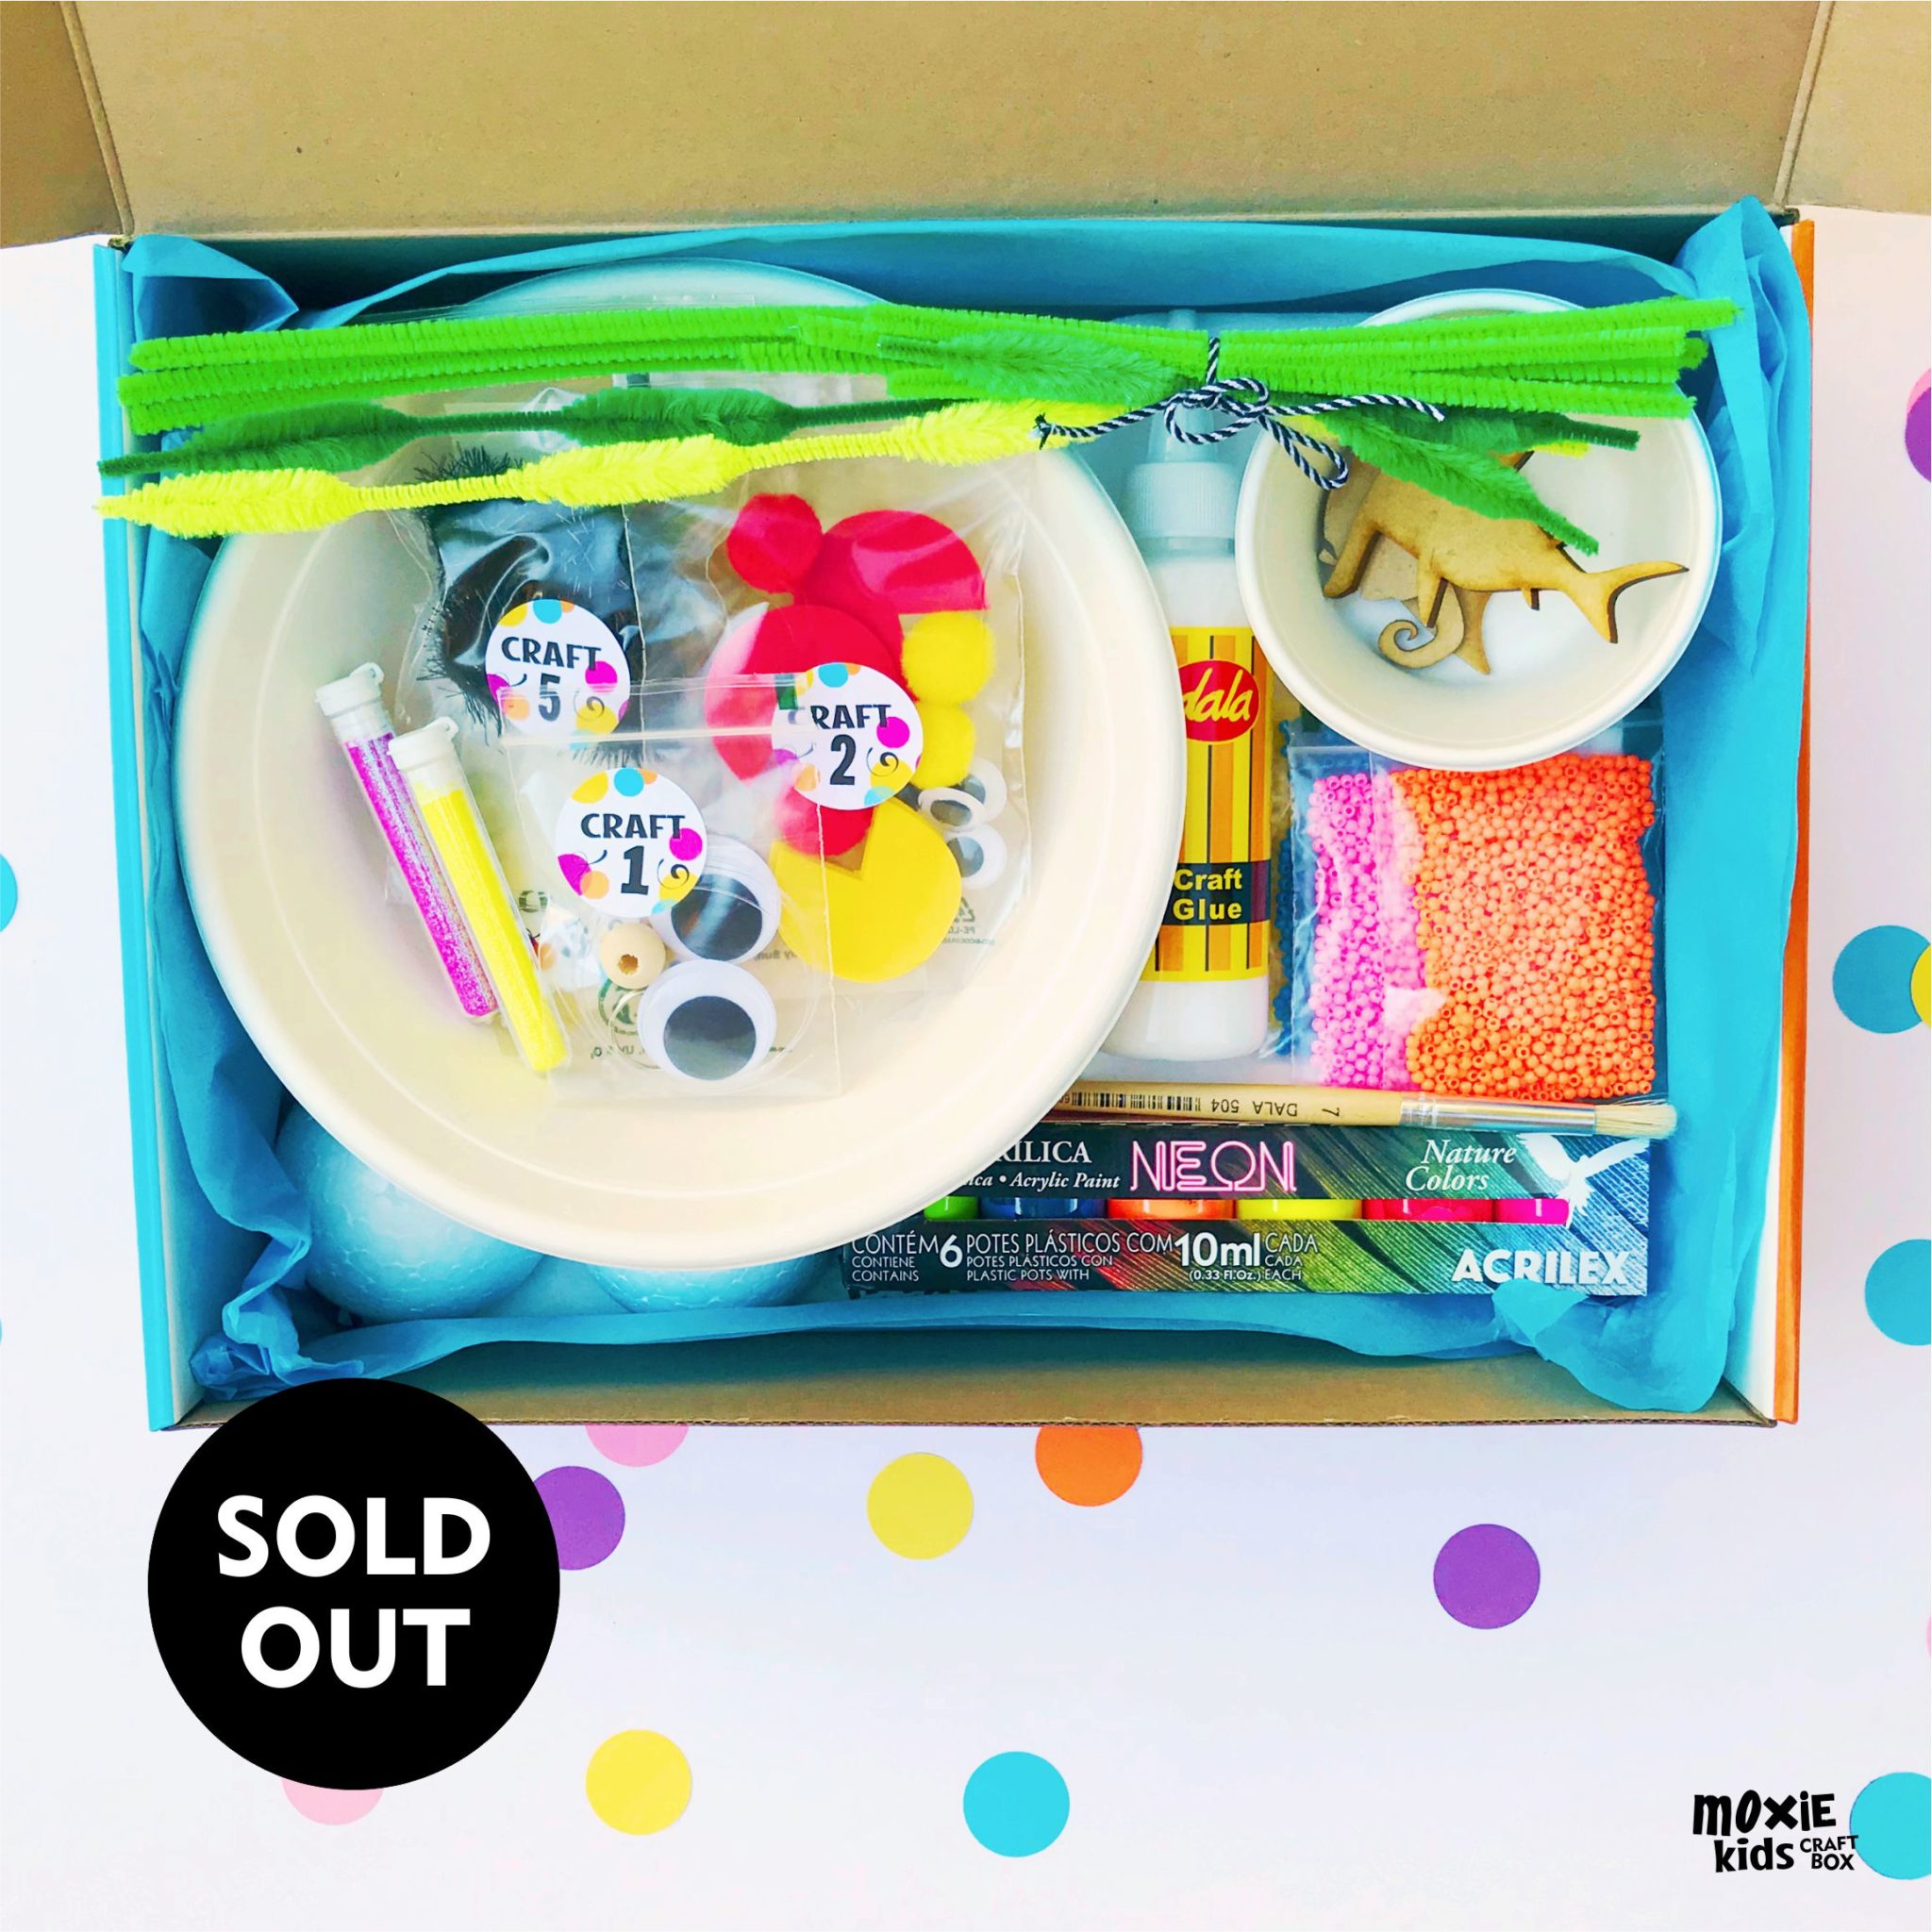 CRAFT
5
RAFT
2
CRAFT
1
dala
Craft
Glue
DALA 504 7
RILICA
ica • Acrylic Paint
NEON
Nature
Colors
CONTÉM 6 POTES PLÁSTICOS COM 10ml CADA
CONTIENE POTES PLÁSTICOS CON CADA
CONTAINS PLASTIC POTS WITH (0.33 Fl.Oz.) EACH
ACRILEX
SOLD
OUT
moxie
kids CRAFT
BOX